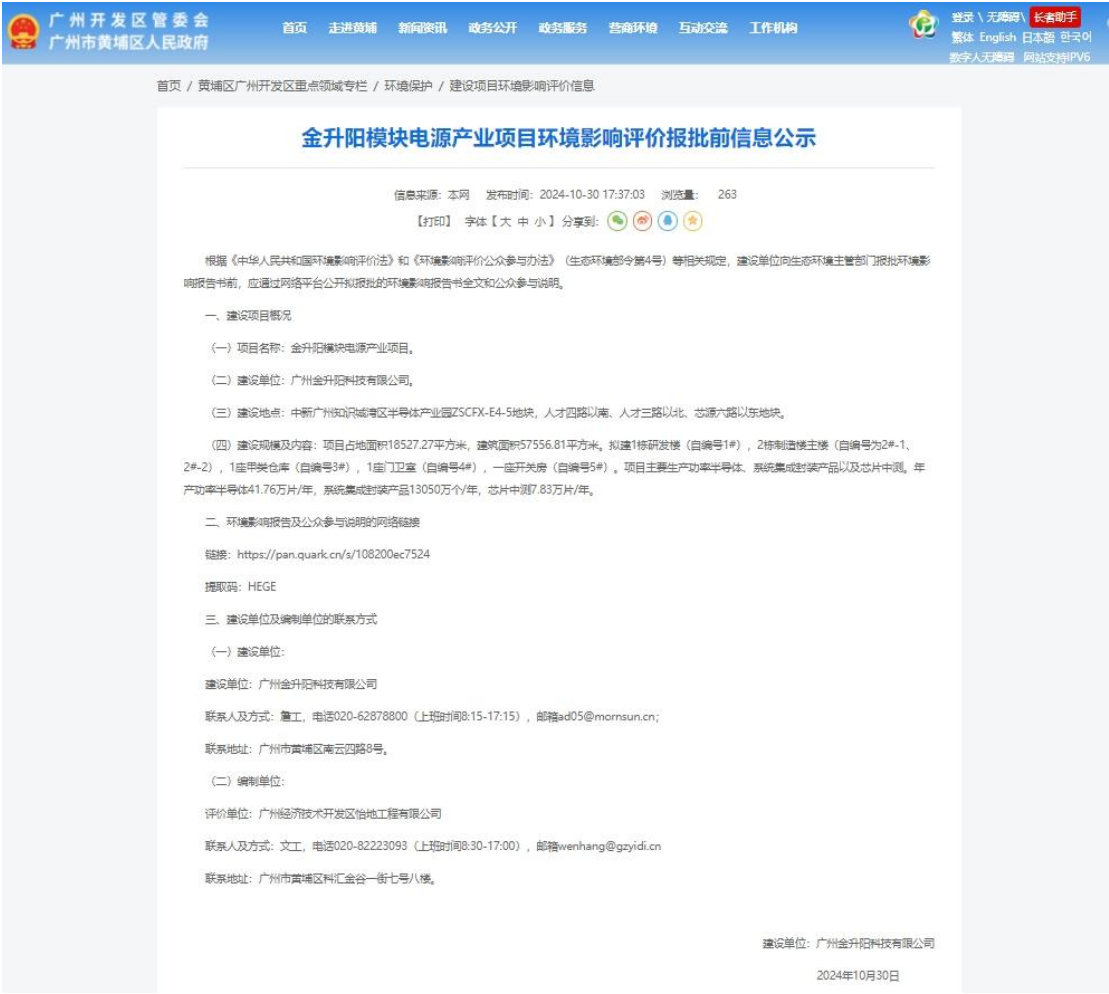 广州开发区管委会
广州市黄埔区人民政府
首页 走进黄埔 新闻资讯 政务公开 政务服务 营商环境 互动交流 工作机构
登录 \ 无障碍 \ 长者助手
繁体 English 日本語 한국어
数字人无障碍 网站支持IPV6
首页 / 黄埔区广州开发区重点领域专栏 / 环境保护 / 建设项目环境影响评价信息
金升阳模块电源产业项目环境影响评价报批前信息公示
信息来源：本网 发布时间：2024-10-30 17:37:03 浏览量： 263
【打印】 字体【大 中 小】 分享到：
根据《中华人民共和国环境影响评价法》和《环境影响评价公众参与办法》（生态环境部令第4号）等相关规定，建设单位向生态环境主管部门报批环境影
响报告书前，应通过网络平台公开拟报批的环境影响报告书全文和公众参与说明。
一、建设项目概况
（一）项目名称：金升阳模块电源产业项目。
（二）建设单位：广州金升阳科技有限公司。
（三）建设地点：中新广州知识城湾区半导体产业园ZSCFX-E4-5地块，人才四路以南、人才三路以北、芯源六路以东地块。
（四）建设规模及内容：项目占地面积18527.27平方米，建筑面积57556.81平方米。拟建1栋研发楼（自编号1#），2栋制造楼主楼（自编号为2#-1、
2#-2），1座甲类仓库（自编号3#），1座门卫室（自编号4#），一座开关房（自编号5#）。项目主要生产功率半导体、系统集成封装产品以及芯片中测。年
产功率半导体41.76万片/年，系统集成封装产品13050万个/年，芯片中测7.83万片/年。
二、环境影响报告及公众参与说明的网络链接
链接：https://pan.quark.cn/s/108200ec7524
提取码：HEGE
三、建设单位及编制单位的联系方式
（一）建设单位：
建设单位：广州金升阳科技有限公司
联系人及方式：詹工，电话020-62878800（上班时间8:15-17:15），邮箱ad05@mornsun.cn；
联系地址：广州市黄埔区南云四路8号。
（二）编制单位：
评价单位：广州经济技术开发区怡地工程有限公司
联系人及方式：文工，电话020-82223093（上班时间8:30-17:00），邮箱wenhang@gzyidi.cn
联系地址：广州市黄埔区科汇金谷一街七号八楼。
建设单位：广州金升阳科技有限公司
2024年10月30日